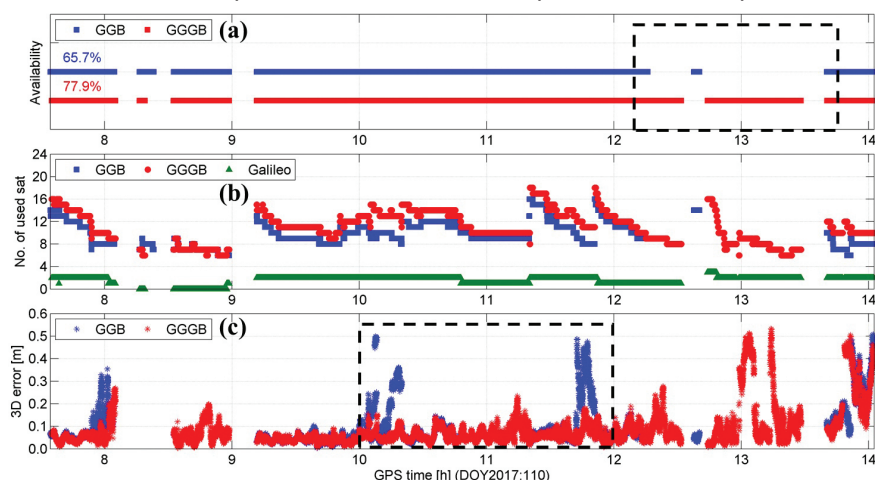 GGB GGGB (a)
65.7%
77.9%
Availability
8 9 10 11 12 13 14
GGB GGGB Galileo (b)
24
20
16
12
8
4
0
No. of used sat
8 9 10 11 12 13 14
GGB GGGB (c)
0.6
0.5
0.4
0.3
0.2
0.1
0.0
3D error [m]
8 9 10 11 12 13 14
GPS time [h] (DOY2017:110)